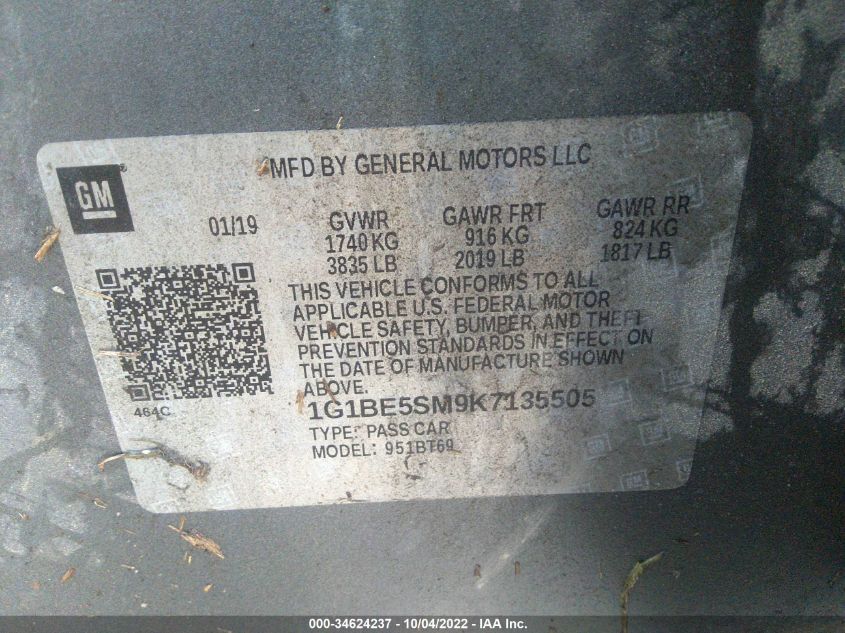 MFD BY GENERAL MOTORS LLC
GM
01/19 GVWR GAWR FRT GAWR RR
1740 KG 916 KG 824 KG
3835 LB 2019 LB 1817 LB
THIS VEHICLE CONFORMS TO ALL
APPLICABLE U.S. FEDERAL MOTOR
VEHICLE SAFETY, BUMPER, AND THEFT
PREVENTION STANDARDS IN EFFECT ON
THE DATE OF MANUFACTURE SHOWN
ABOVE.
464C
1G1BE5SM9K7135505
TYPE: PASS CAR
MODEL: 951BT69
000-34624237 - 10/04/2022 - IAA Inc.